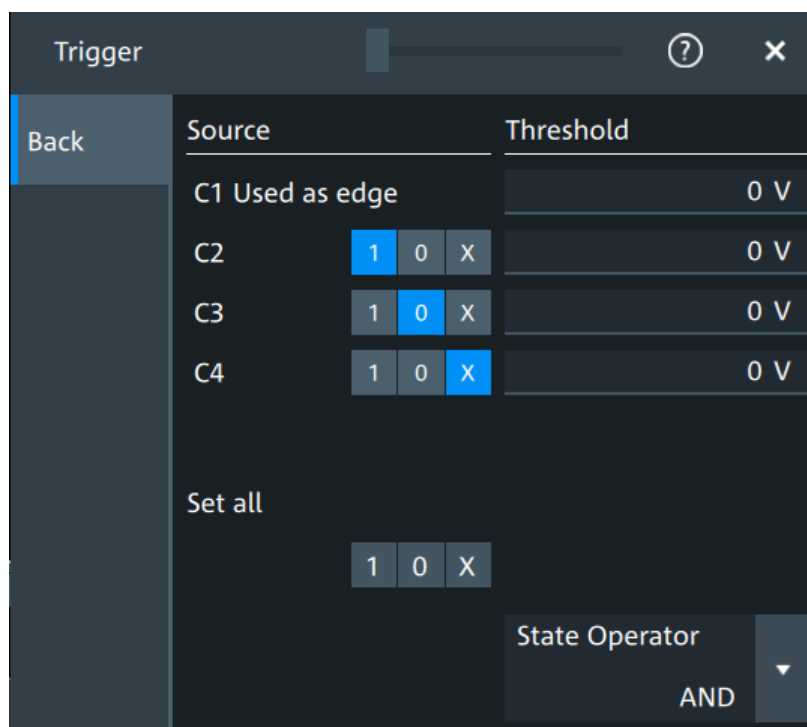 Trigger ? ×
Back
Source Threshold
C1 Used as edge 0 V
C2 1 0 X 0 V
C3 1 0 X 0 V
C4 1 0 X 0 V
Set all
1 0 X
State Operator
AND